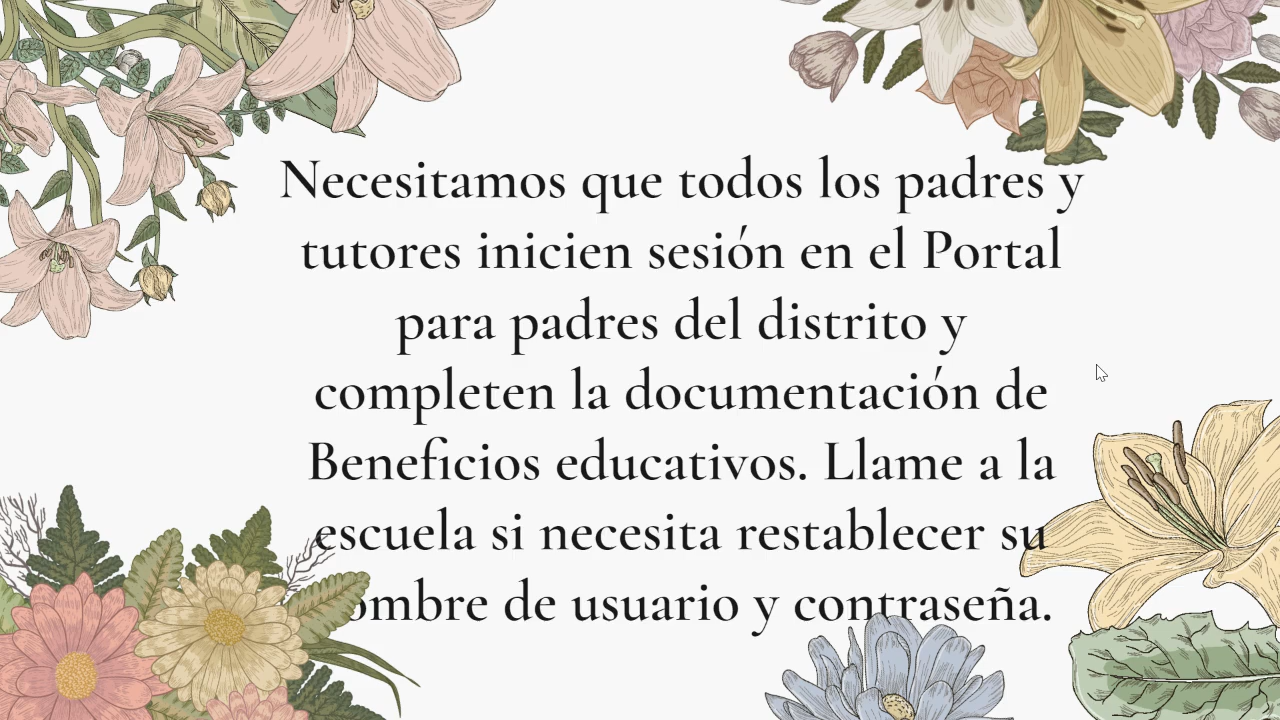 Necesitamos que todos los padres y
tutores inicien sesión en el Portal
para padres del distrito y
completen la documentación de
Beneficios educativos. Llame a la
escuela si necesita restablecer su
nombre de usuario y contraseña.